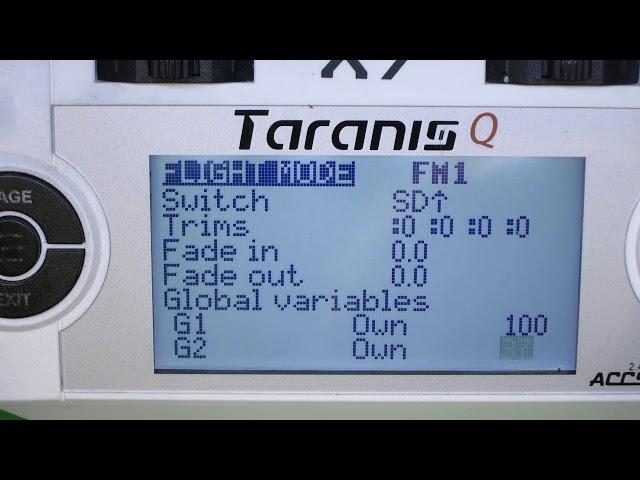 X7
Taranis Q
AGE
EXIT
FLIGHT MODE FM1
Switch SD↑
Trims :0 :0 :0 :0
Fade in 0.0
Fade out 0.0
Global variables
G1 Own 100
G2 Own